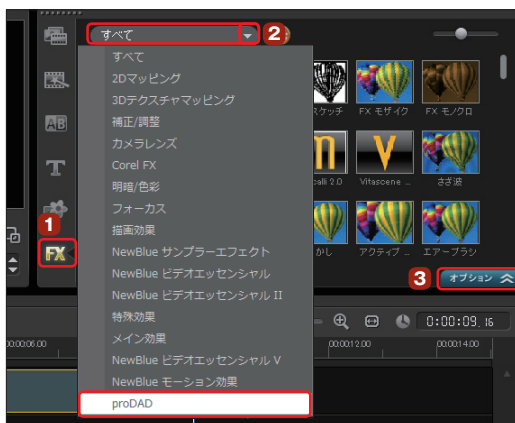 すべて
2
すべて
2Dマッピング
3Dテクスチャマッピング
補正/調整
カメラレンズ
Corel FX
明暗/色彩
フォーカス
描画効果
NewBlue サンプラーエフェクト
NewBlue ビデオエッセンシャル
NewBlue ビデオエッセンシャル II
特殊効果
メイン効果
NewBlue ビデオエッセンシャル V
NewBlue モーション効果
proDAD
AB
T
1
FX
FX モザイク
FX モノクロ
2.0
Vitascene ...
さざ波
アクティブ ...
エアーブラシ
3
オプション
0:00:09.16
00:00:06.00
00:00:12.00
00:00:14.00